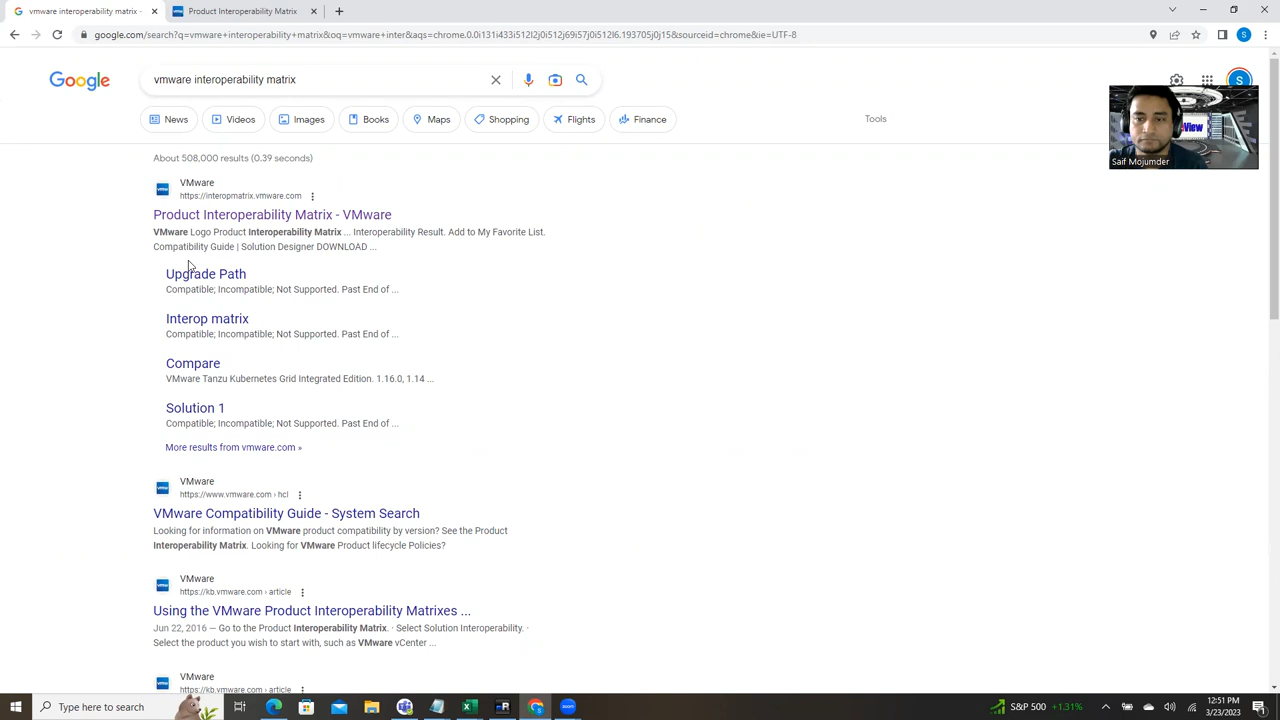 vmware interoperability matrix -
Product Interoperability Matrix
google.com/search?q=vmware+interoperability+matrix&oq=vmware+inter&aqs=chrome.0.0i131i433i512l2j0i512j69i57j0i512l6.193705j0j15&sourceid=chrome&ie=UTF-8
S
Google
vmware interoperability matrix
S
News
Videos
Images
Books
Maps
Shopping
Flights
Finance
Tools
View
Saif Mojumder
About 508,000 results (0.39 seconds)
VMware
https://interopmatrix.vmware.com
Product Interoperability Matrix - VMware
VMware Logo Product Interoperability Matrix ... Interoperability Result. Add to My Favorite List.
Compatibility Guide | Solution Designer DOWNLOAD ...
Upgrade Path
Compatible; Incompatible; Not Supported. Past End of ...
Interop matrix
Compatible; Incompatible; Not Supported. Past End of ...
Compare
VMware Tanzu Kubernetes Grid Integrated Edition. 1.16.0, 1.14 ...
Solution 1
Compatible; Incompatible; Not Supported. Past End of ...
More results from vmware.com »
VMware
https://www.vmware.com › hcl
VMware Compatibility Guide - System Search
Looking for information on VMware product compatibility by version? See the Product
Interoperability Matrix. Looking for VMware Product lifecycle Policies?
VMware
https://kb.vmware.com › article
Using the VMware Product Interoperability Matrixes ...
Jun 22, 2016 — Go to the Product Interoperability Matrix. · Select Solution Interoperability. ·
Select the product you wish to start with, such as VMware vCenter ...
VMware
https://kb.vmware.com › article
Type here to search
S&P 500 +1.31%
12:51 PM
3/23/2023